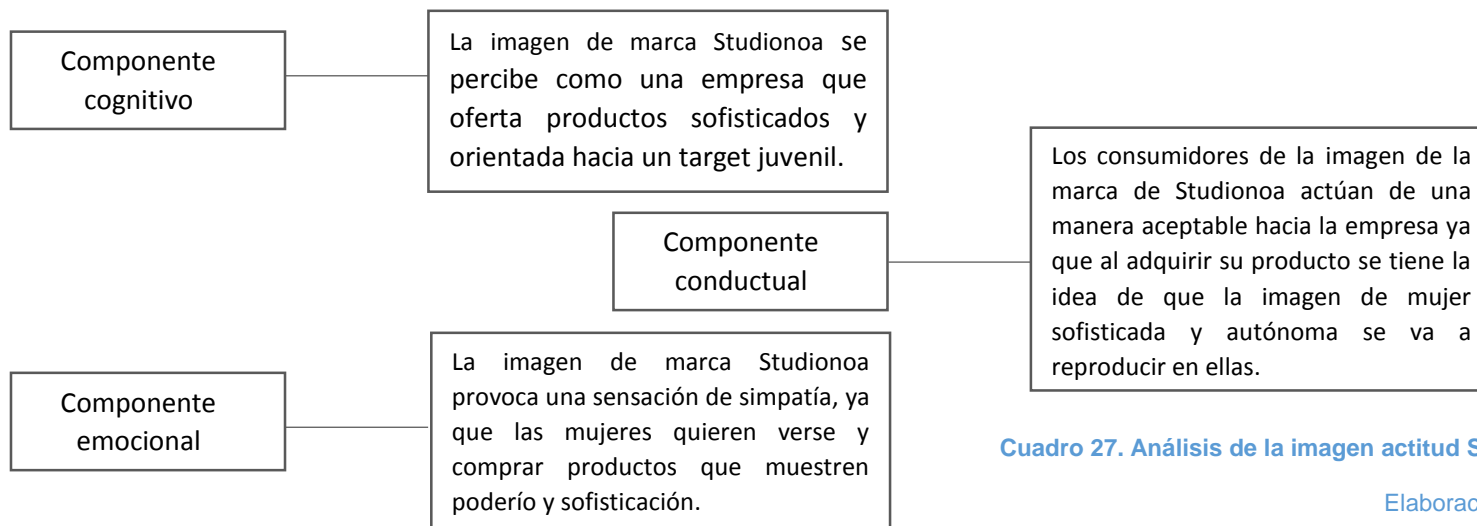 Componente
cognitivo
La imagen de marca Studionoa se
percibe como una empresa que
oferta productos sofisticados y
orientada hacia un target juvenil.
Componente
conductual
Los consumidores de la imagen de la
marca de Studionoa actúan de una
manera aceptable hacia la empresa ya
que al adquirir su producto se tiene la
idea de que la imagen de mujer
sofisticada y autónoma se va a
reproducir en ellas.
Componente
emocional
La imagen de marca Studionoa
provoca una sensación de simpatía, ya
que las mujeres quieren verse y
comprar productos que muestren
poderío y sofisticación.
Cuadro 27. Análisis de la imagen actitud S
Elaborac